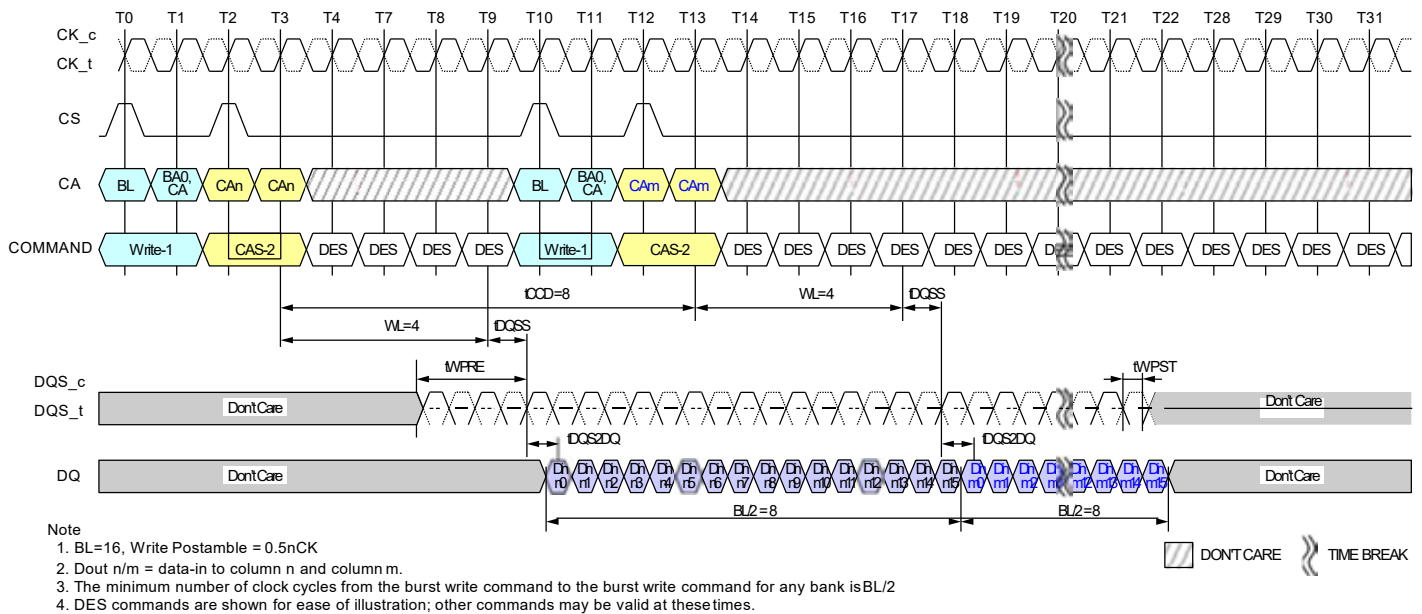 T0 T1 T2 T3 T4 T7 T8 T9 T10 T11 T12 T13 T14 T15 T16 T17 T18 T19 T20 T21 T22 T28 T29 T30 T31
CK_c
CK_t
CS
CA BL BA0, CA CAn CAn BL BA0, CA CAm CAm
COMMAND Write-1 CAS-2 DES DES DES DES Write-1 CAS-2 DES DES DES DES DES DES DES DES DES DES DES DES DES
tCCD=8 WL=4 tDQSS
WL=4 tDQSS
tWPRE tWPST
DQS_c
DQS_t Don't Care Don't Care
tDQS2DQ tDQS2DQ
DQ Don't Care Dn n0 Dn n1 Dn n2 Dn n3 Dn n4 Dn n5 Dn n6 Dn n7 Dn n8 Dn n9 Dn n10 Dn n11 Dn n12 Dn n13 Dn n14 Dn n15 Dn m0 Dn m1 Dn m2 Dn m12 Dn m13 Dn m14 Dn m15 Don't Care
BL/2=8 BL/2=8
Note
1. BL=16, Write Postamble = 0.5nCK
2. Dout n/m = data-in to column n and column m.
3. The minimum number of clock cycles from the burst write command to the burst write command for any bank is BL/2
4. DES commands are shown for ease of illustration; other commands may be valid at these times.
DON'T CARE TIME BREAK